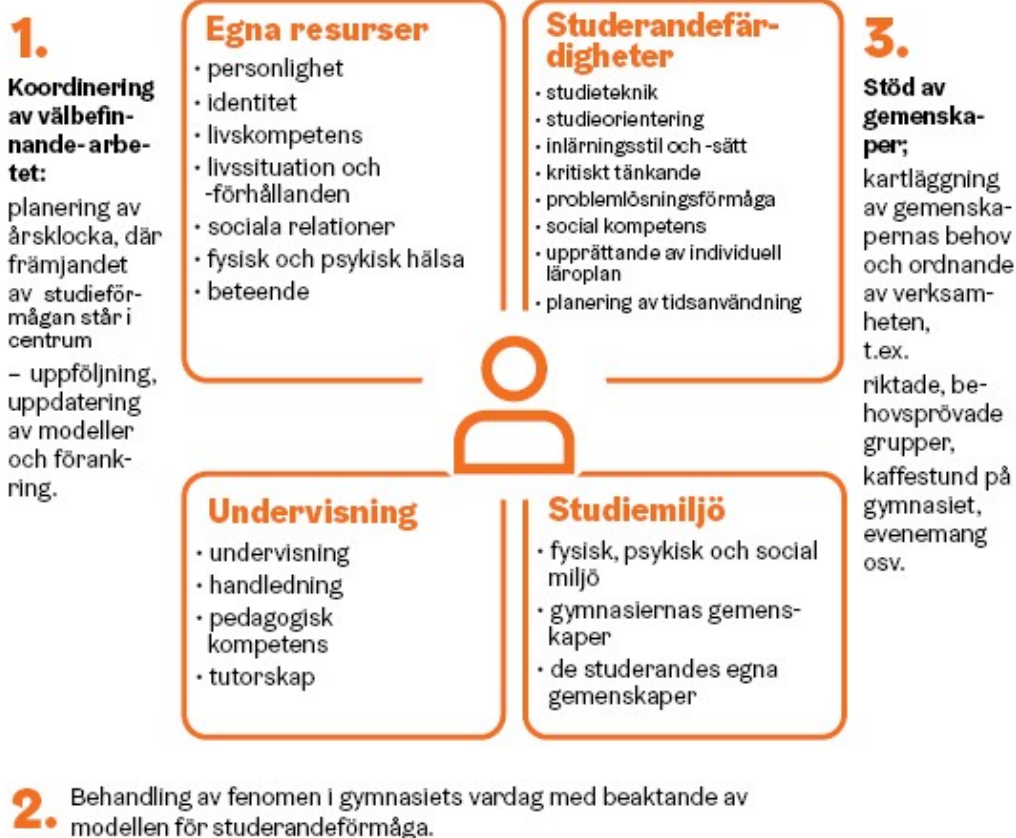 1.
Koordinering
av välbefin-
nande-arbe-
tet:
planering av
årsklocka, där
främjandet
av studieför-
mågan står i
centrum
– uppföljning,
uppdatering
av modeller
och förank-
ring.
Egna resurser
· personlighet
· identitet
· livskompetens
· livssituation och
-förhållanden
· sociala relationer
· fysisk och psykisk hälsa
· beteende
Studerandefär-
digheter
· studieteknik
· studieorientering
· inlärningsstil och -sätt
· kritiskt tänkande
· problemlösningsförmåga
· social kompetens
· upprättande av individuell
läroplan
· planering av tidsanvändning
3.
Stöd av
gemenska-
per;
kartläggning
av gemenska-
pernas behov
och ordnande
av verksam-
heten,
t.ex.
riktade, be-
hovsprövade
grupper,
kaffestund på
gymnasiet,
evenemang
osv.
Undervisning
· undervisning
· handledning
· pedagogisk
kompetens
· tutorskap
Studiemiljö
· fysisk, psykisk och social
miljö
· gymnasiernas gemens-
kaper
· de studerandes egna
gemenskaper
2. Behandling av fenomen i gymnasiets vardag med beaktande av
modellen för studerandeförmåga.